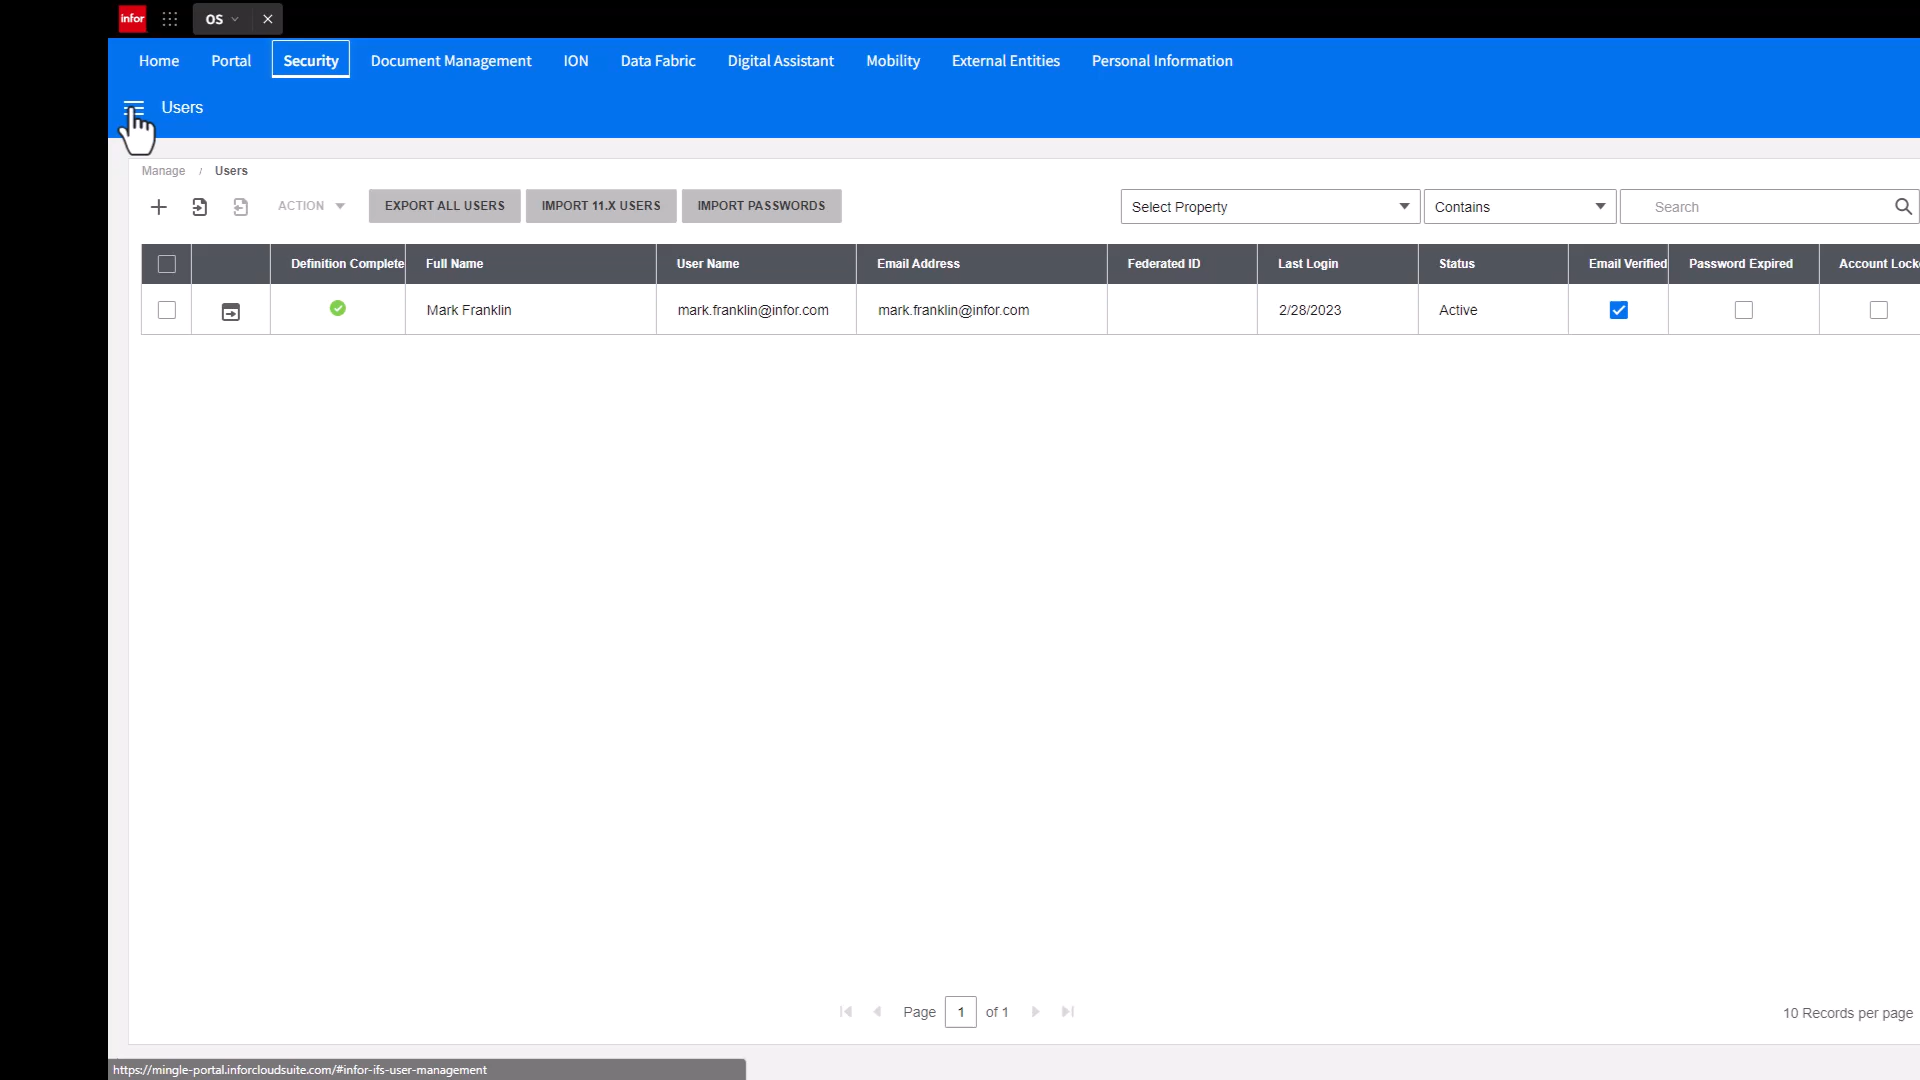 infor
OS
Home Portal Security Document Management ION Data Fabric Digital Assistant Mobility External Entities Personal Information
Users
Manage / Users
ACTION EXPORT ALL USERS IMPORT 11.X USERS IMPORT PASSWORDS Select Property Contains Search
Definition Complete Full Name User Name Email Address Federated ID Last Login Status Email Verified Password Expired Account Lock
Mark Franklin mark.franklin@infor.com mark.franklin@infor.com 2/28/2023 Active
Page 1 of 1
10 Records per page
https://mingle-portal.inforcloudsuite.com/#infor-ifs-user-management